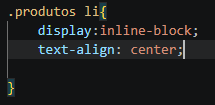 .produtos li{
    display:inline-block;
    text-align: center;
}